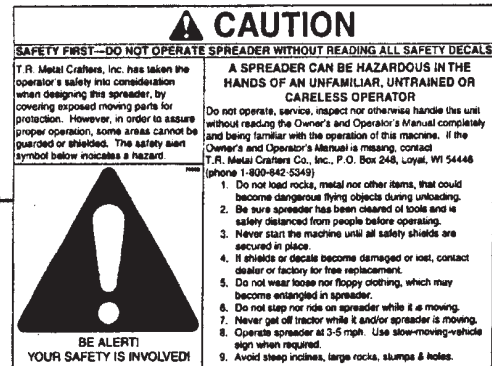 CAUTION
SAFETY FIRST—DO NOT OPERATE SPREADER WITHOUT READING ALL SAFETY DECALS
T.R. Metal Crafters, Inc. has taken the
operator's safety into consideration
when designing this spreader, by
covering exposed moving parts for
protection. However, in order to assure
proper operation, some areas cannot be
guarded or shielded. The safety alert
symbol below indicates a hazard.
BE ALERT!
YOUR SAFETY IS INVOLVED!
A SPREADER CAN BE HAZARDOUS IN THE
HANDS OF AN UNFAMILIAR, UNTRAINED OR
CARELESS OPERATOR
Do not operate, service, inspect nor otherwise handle this unit
without reading the Owner's and Operator's Manual completely
and being familiar with the operation of this machine. If the
Owner's and Operator's Manual is missing, contact
T.R. Metal Crafters Co., Inc., P.O. Box 248, Loyal, WI 54446
(phone 1-800-642-5349)
1. Do not load rocks, metal nor other items, that could
become dangerous flying objects during unloading.
2. Be sure spreader has been cleared of tools and is
safely distanced from people before operating.
3. Never start the machine until all safety shields are
secured in place.
4. If shields or decals become damaged or lost, contact
dealer or factory for free replacement.
5. Do not wear loose nor floppy clothing, which may
become entangled in spreader.
6. Do not step nor ride on spreader while it is moving.
7. Never get off tractor while it and/or spreader is moving.
8. Operate spreader at 3-5 mph. Use slow-moving-vehicle
sign when required.
9. Avoid steep inclines, large rocks, stumps & holes.